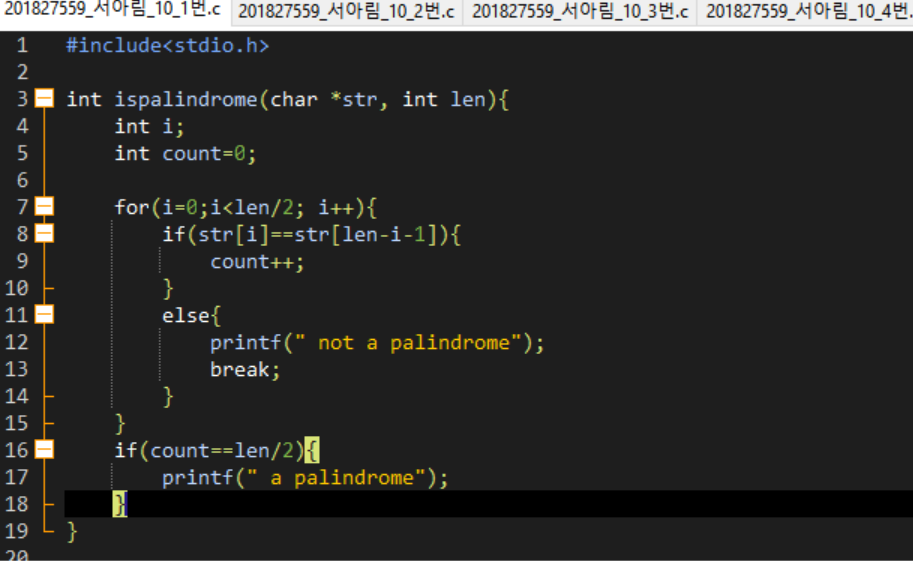 201827559_서아림_10_1번.c 201827559_서아림_10_2번.c 201827559_서아림_10_3번.c 201827559_서아림_10_4번.
1 #include<stdio.h>
2
3 int ispalindrome(char *str, int len){
4     int i;
5     int count=0;
6
7     for(i=0;i<len/2; i++){
8         if(str[i]==str[len-i-1]){
9             count++;
10         }
11         else{
12             printf(" not a palindrome");
13             break;
14         }
15     }
16     if(count==len/2){
17         printf(" a palindrome");
18     }
19 }
20